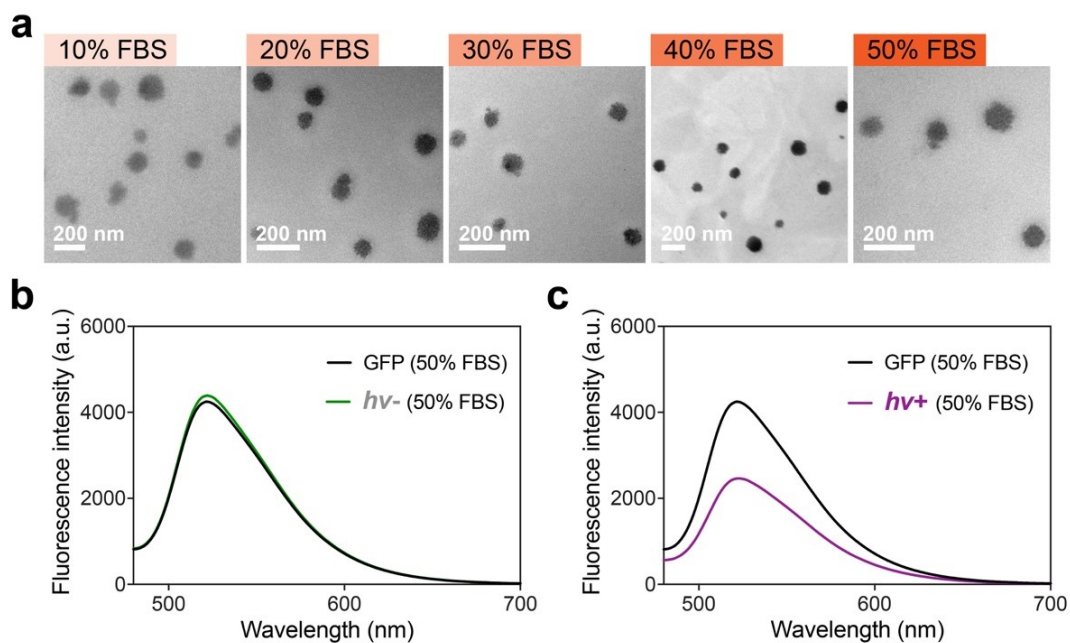 a
10% FBS
20% FBS
30% FBS
40% FBS
50% FBS
200 nm
200 nm
200 nm
200 nm
200 nm
b
Fluorescence intensity (a.u.)
6000
4000
2000
0
500
600
700
Wavelength (nm)
GFP (50% FBS)
hv- (50% FBS)
c
Fluorescence intensity (a.u.)
6000
4000
2000
0
500
600
700
Wavelength (nm)
GFP (50% FBS)
hv+ (50% FBS)